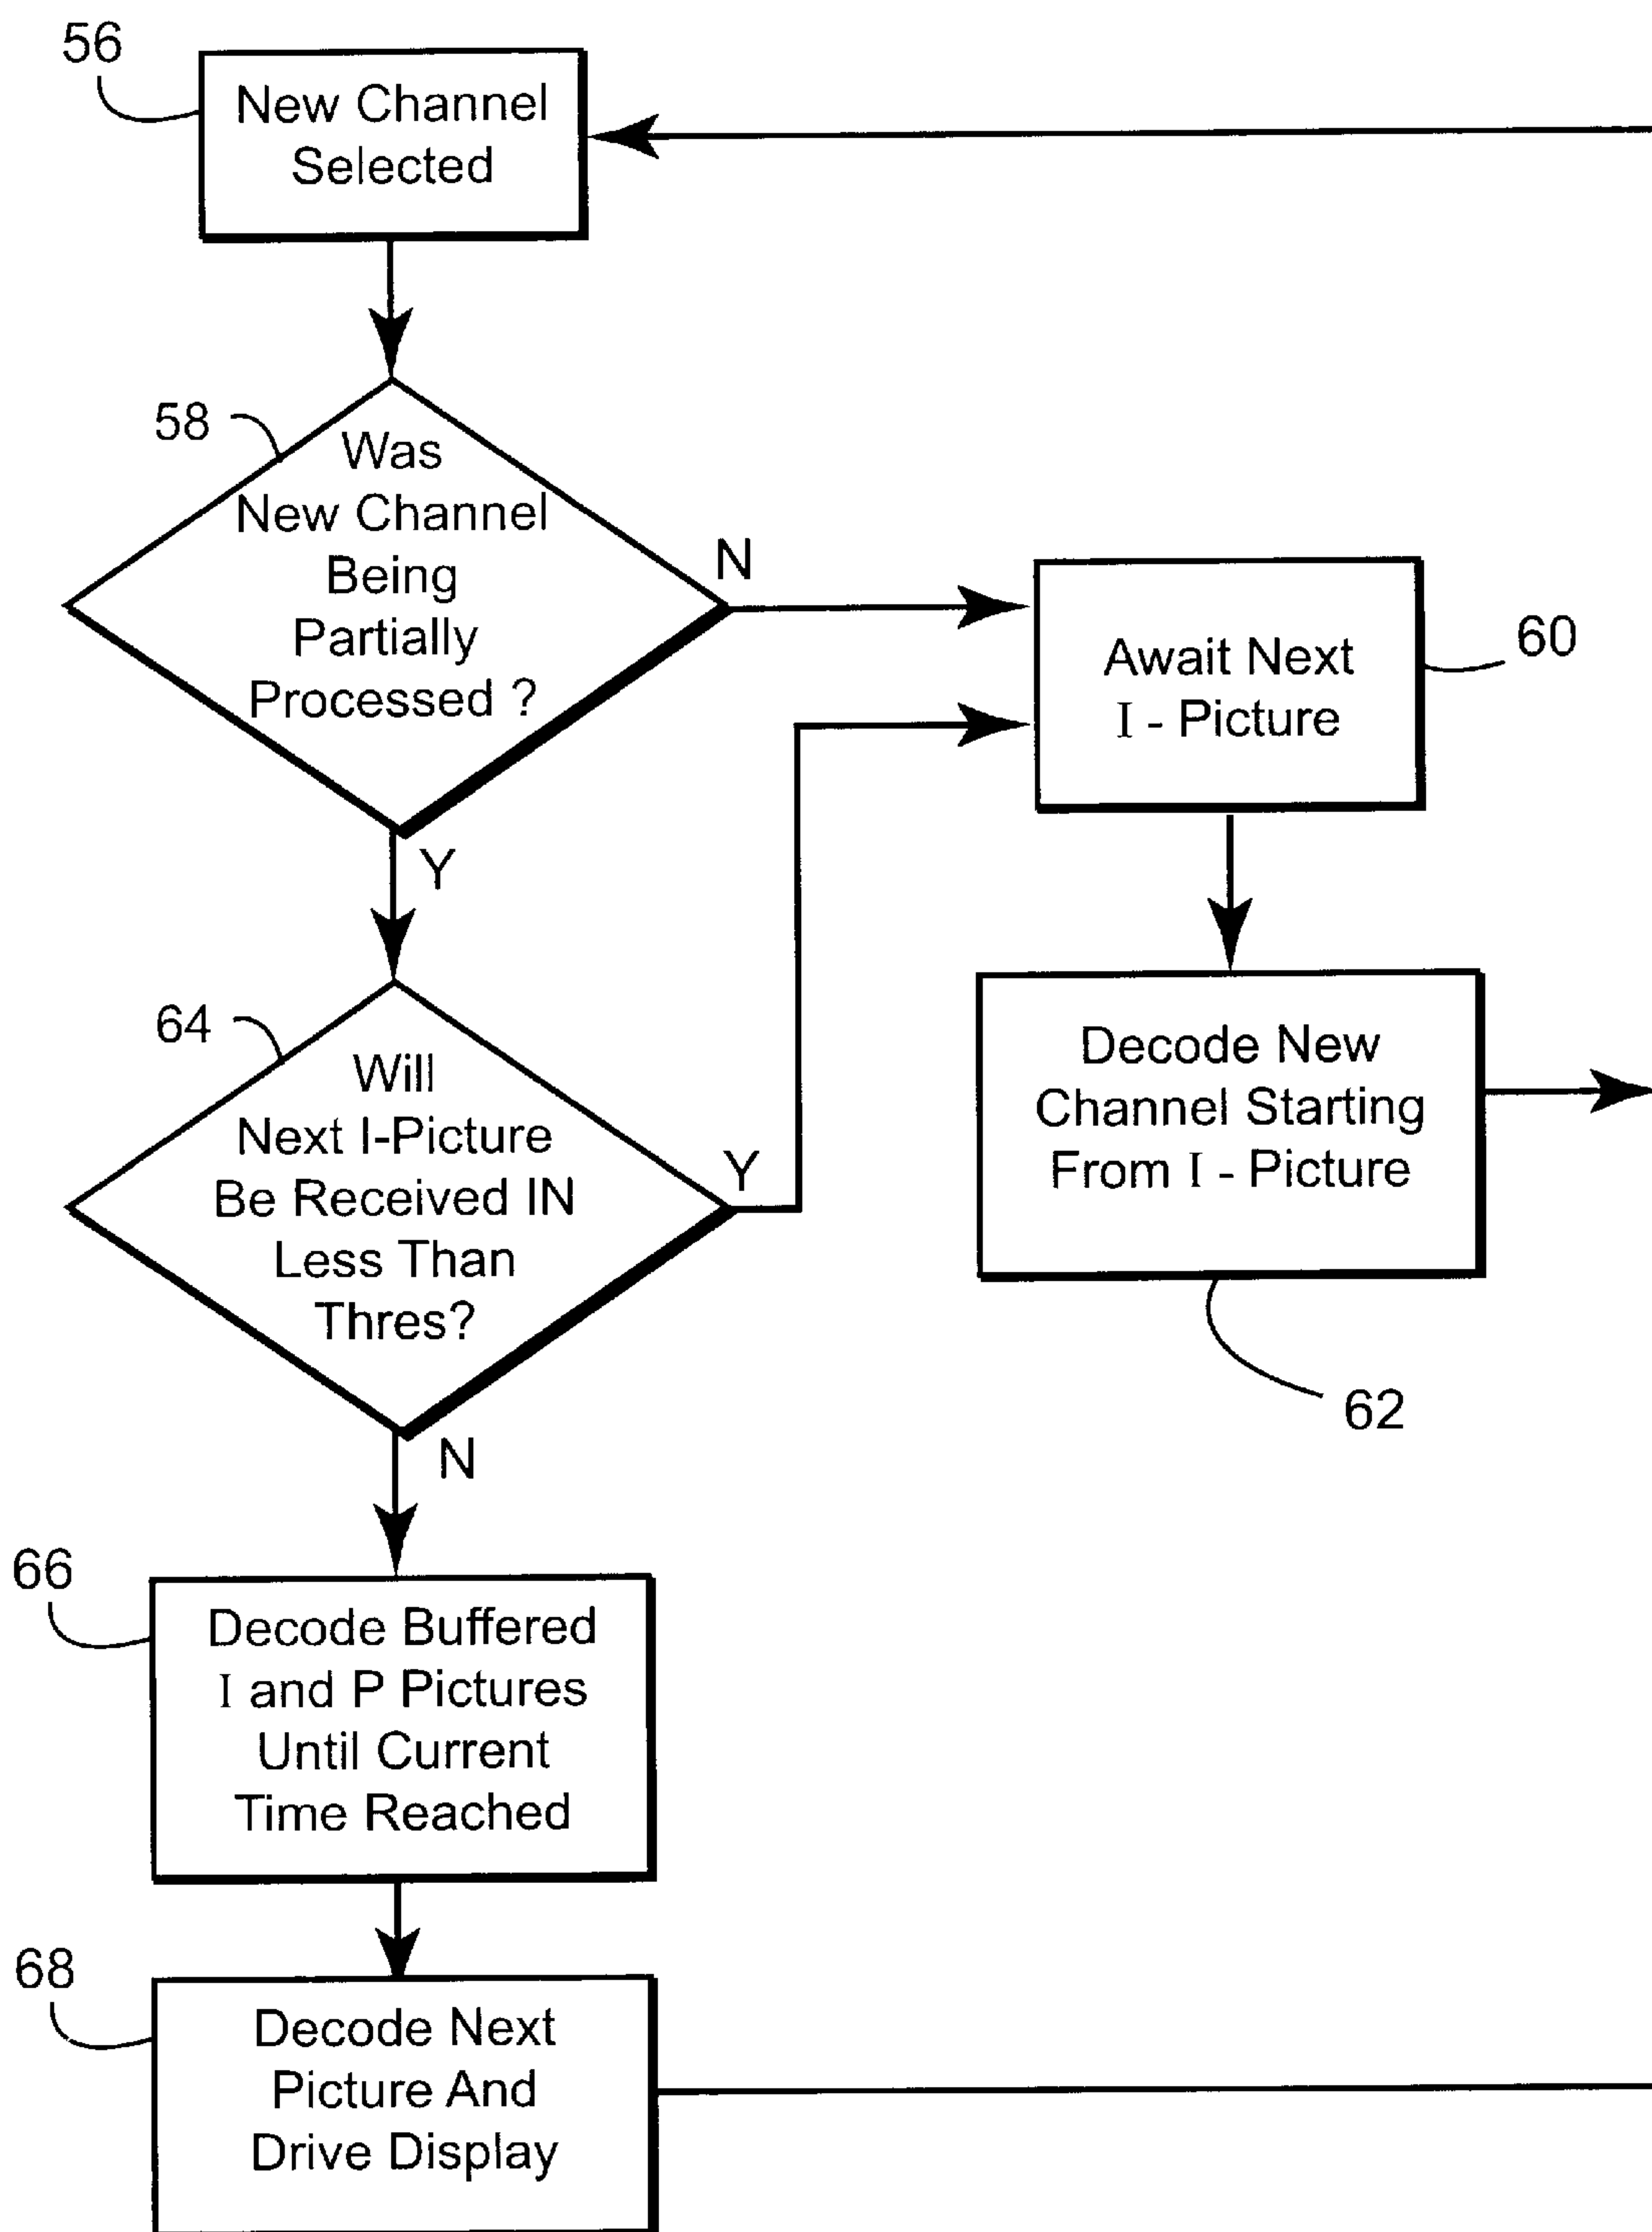 56
New Channel
Selected
58
Was
New Channel
Being
Partially
Processed ?
N
Y
Await Next
I - Picture
60
64
Will
Next I-Picture
Be Received IN
Less Than
Thres?
Y
N
Decode New
Channel Starting
From I - Picture
62
66
Decode Buffered
I and P Pictures
Until Current
Time Reached
68
Decode Next
Picture And
Drive Display